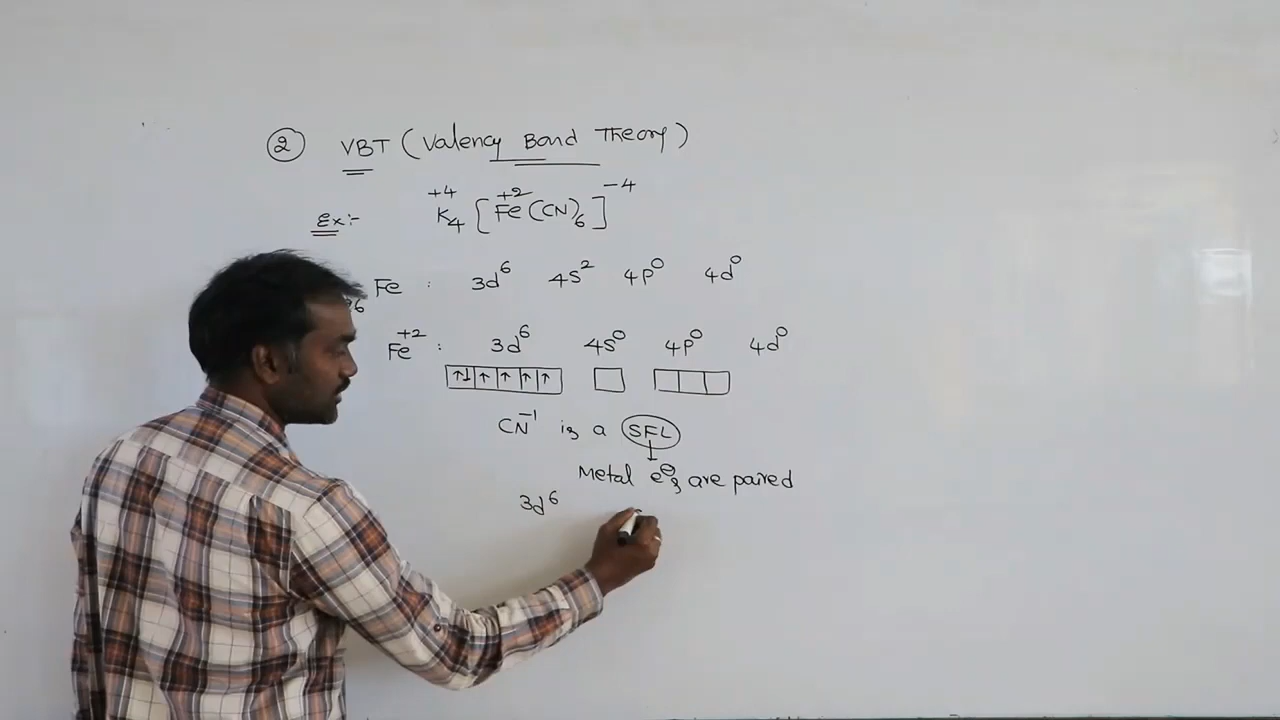 ② VBT (Valency Bond Theory)
Ex:- K₄⁺⁴ [Fe⁺²(CN)₆]⁻⁴
Fe : 3d⁶ 4S² 4P⁰ 4d⁰
Fe⁺² : 3d⁶ 4S⁰ 4P⁰ 4d⁰
↑↓ ↑ ↑ ↑ ↑
CN⁻¹ is a SFL
Metal e⊖s are paired
3d⁶